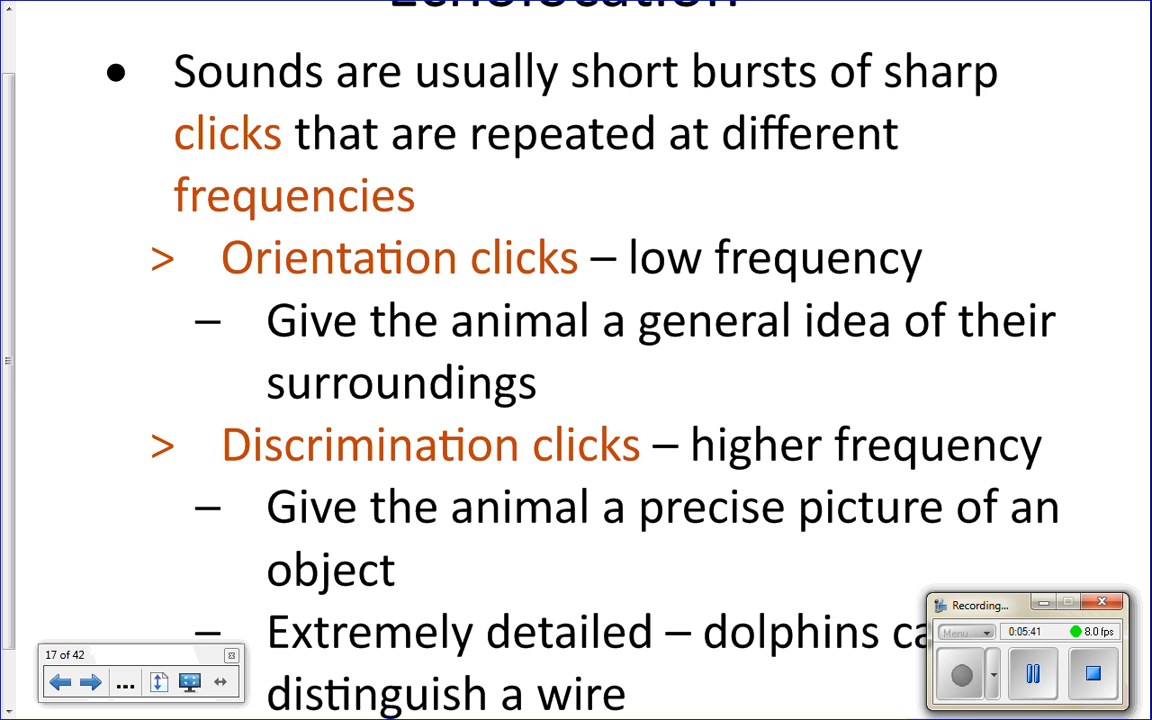 Echolocation
• Sounds are usually short bursts of sharp
clicks that are repeated at different
frequencies
> Orientation clicks – low frequency
– Give the animal a general idea of their
surroundings
> Discrimination clicks – higher frequency
– Give the animal a precise picture of an
object
– Extremely detailed – dolphins ca
distinguish a wire
17 of 42
...
Recording...
Menu
0:05:41
8.0 fps